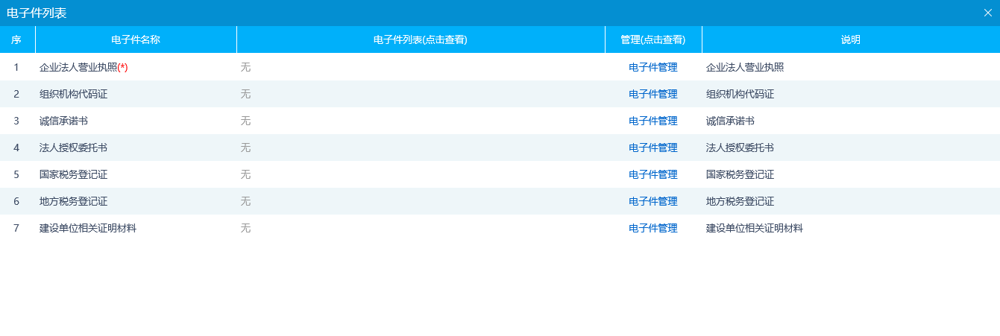 电子件列表
序 电子件名称 电子件列表(点击查看) 管理(点击查看) 说明
1 企业法人营业执照(*) 无 电子件管理 企业法人营业执照
2 组织机构代码证 无 电子件管理 组织机构代码证
3 诚信承诺书 无 电子件管理 诚信承诺书
4 法人授权委托书 无 电子件管理 法人授权委托书
5 国家税务登记证 无 电子件管理 国家税务登记证
6 地方税务登记证 无 电子件管理 地方税务登记证
7 建设单位相关证明材料 无 电子件管理 建设单位相关证明材料